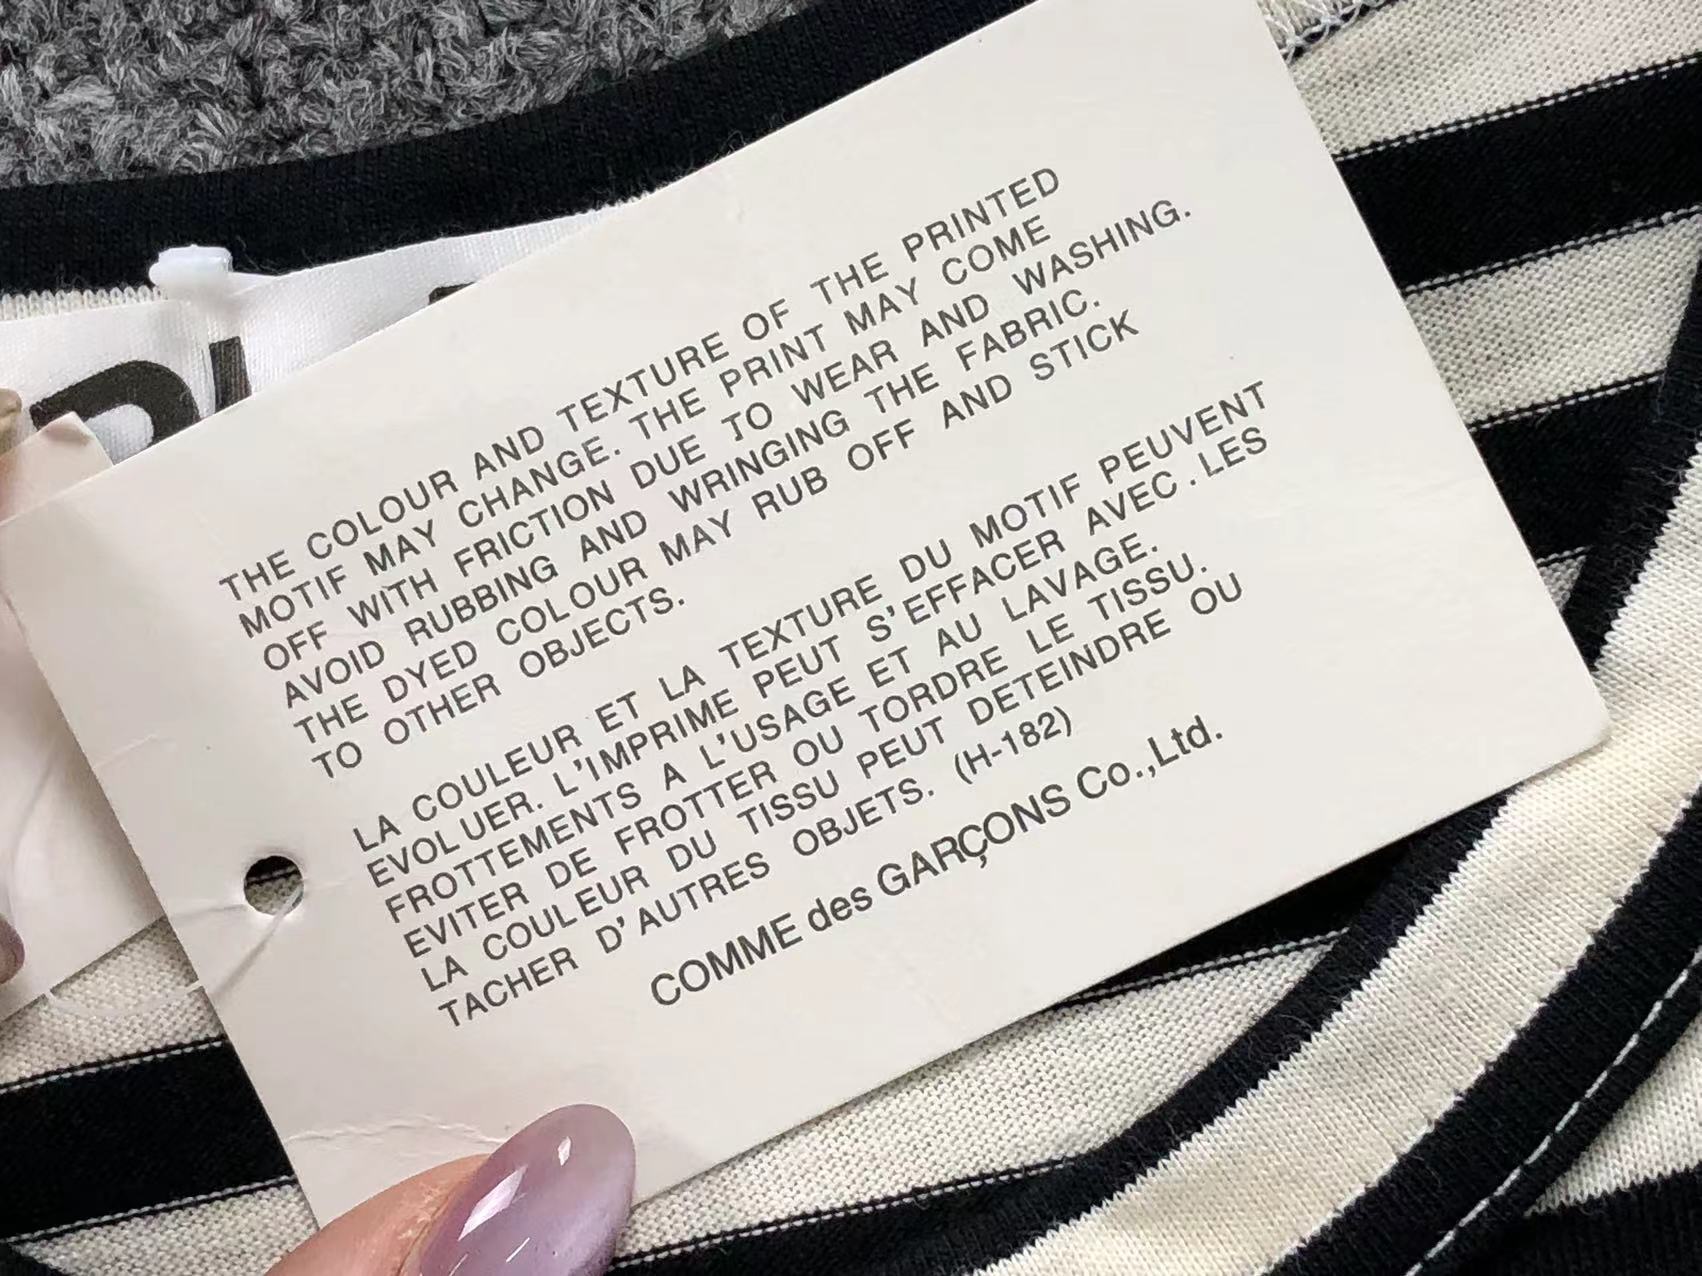 THE COLOUR AND TEXTURE OF THE PRINTED
MOTIF MAY CHANGE. THE PRINT MAY COME
OFF WITH FRICTION DUE TO WEAR AND WASHING.
AVOID RUBBING AND WRINGING THE FABRIC.
THE DYED COLOUR MAY RUB OFF AND STICK
TO OTHER OBJECTS.
LA COULEUR ET LA TEXTURE DU MOTIF PEUVENT
EVOLUER. L'IMPRIME PEUT S'EFFACER AVEC.LES
FROTTEMENTS A L'USAGE ET AU LAVAGE.
EVITER DE FROTTER OU TORDRE LE TISSU.
LA COULEUR DU TISSU PEUT DETEINDRE OU
TACHER D'AUTRES OBJETS. (H-182)
COMME des GARÇONS Co.,Ltd.